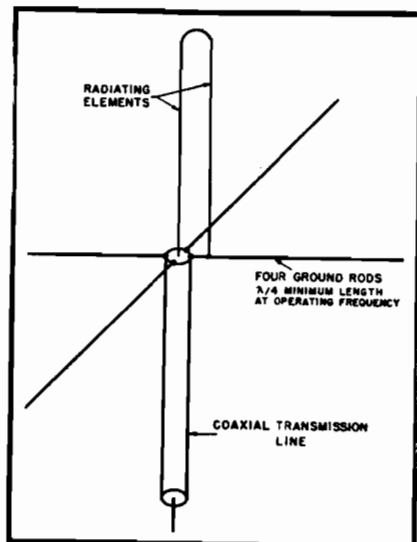 RADIATING
ELEMENTS
FOUR GROUND RODS
λ/4 MINIMUM LENGTH
AT OPERATING FREQUENCY
COAXIAL TRANSMISSION
LINE